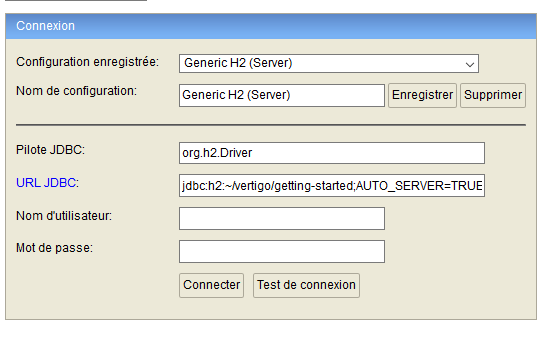 Connexion
Configuration enregistrée: Generic H2 (Server)
Nom de configuration: Generic H2 (Server) Enregistrer Supprimer
Pilote JDBC: org.h2.Driver
URL JDBC: jdbc:h2:~/vertigo/getting-started;AUTO_SERVER=TRUE
Nom d'utilisateur:
Mot de passe:
Connecter Test de connexion